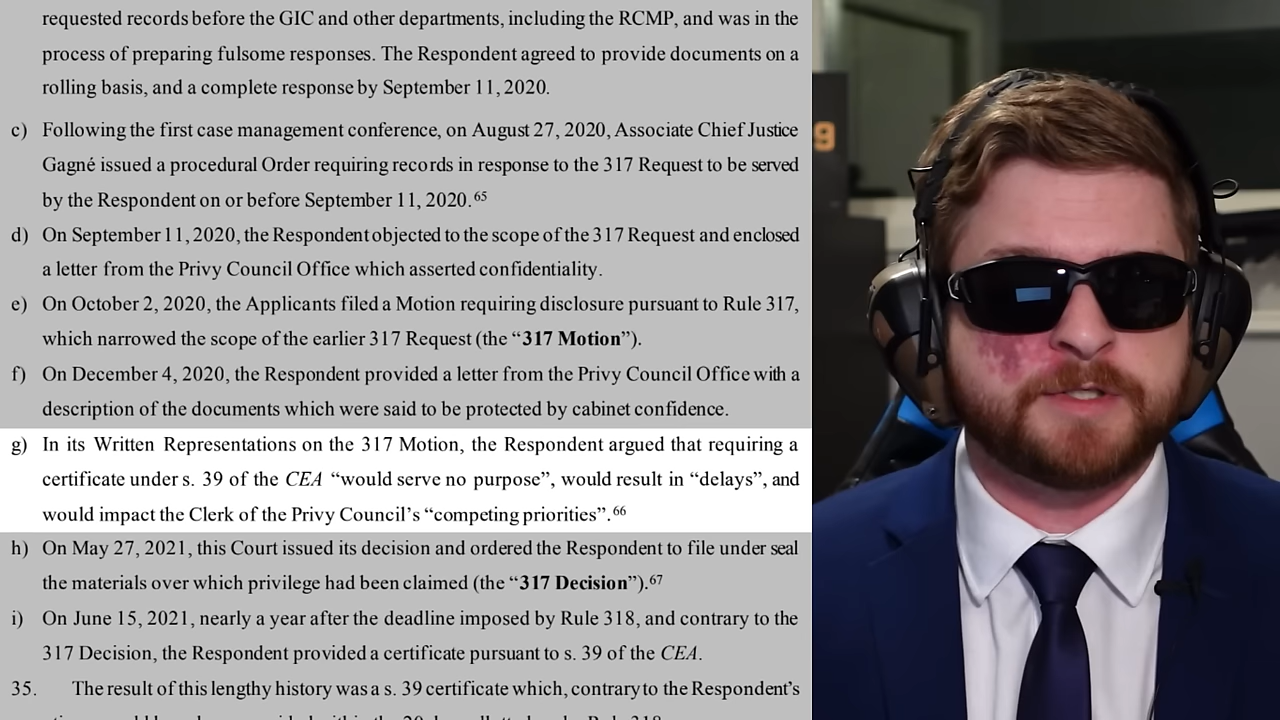 requested records before the GIC and other departments, including the RCMP, and was in the
process of preparing fulsome responses. The Respondent agreed to provide documents on a
rolling basis, and a complete response by September 11, 2020.
c) Following the first case management conference, on August 27, 2020, Associate Chief Justice
Gagné issued a procedural Order requiring records in response to the 317 Request to be served
by the Respondent on or before September 11, 2020.65
d) On September 11, 2020, the Respondent objected to the scope of the 317 Request and enclosed
a letter from the Privy Council Office which asserted confidentiality.
e) On October 2, 2020, the Applicants filed a Motion requiring disclosure pursuant to Rule 317,
which narrowed the scope of the earlier 317 Request (the “317 Motion”).
f) On December 4, 2020, the Respondent provided a letter from the Privy Council Office with a
description of the documents which were said to be protected by cabinet confidence.
g) In its Written Representations on the 317 Motion, the Respondent argued that requiring a
certificate under s. 39 of the CEA “would serve no purpose”, would result in “delays”, and
would impact the Clerk of the Privy Council’s “competing priorities”.66
h) On May 27, 2021, this Court issued its decision and ordered the Respondent to file under seal
the materials over which privilege had been claimed (the “317 Decision”).67
i) On June 15, 2021, nearly a year after the deadline imposed by Rule 318, and contrary to the
317 Decision, the Respondent provided a certificate pursuant to s. 39 of the CEA.
35. The result of this lengthy history was a s. 39 certificate which, contrary to the Respondent’s
9